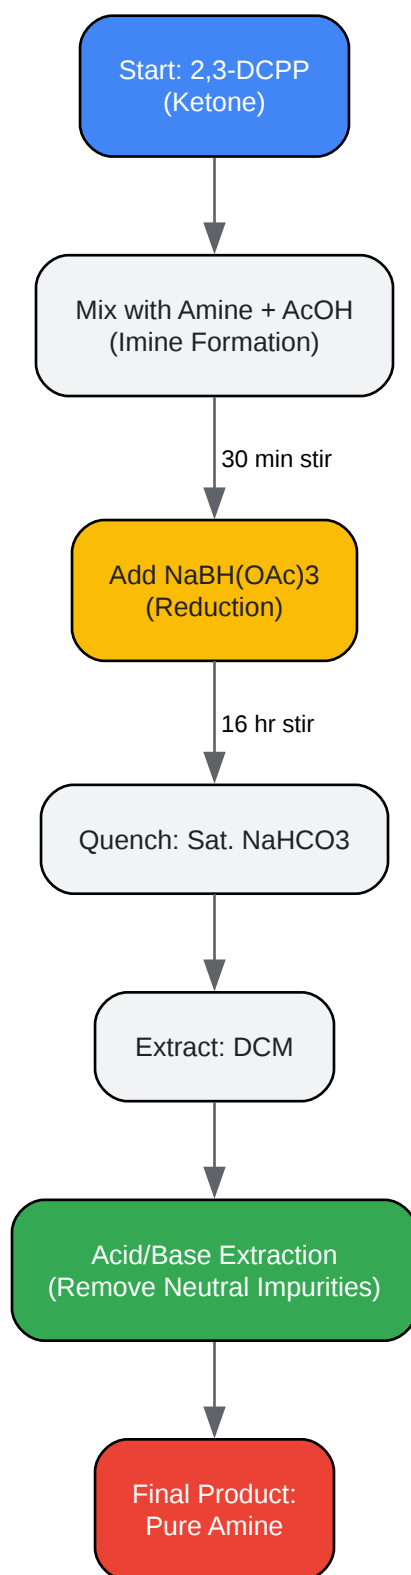 Start: 2,3-DCPP
(Ketone)
Mix with Amine + AcOH
(Imine Formation)
30 min stir
Add NaBH(OAc)3
(Reduction)
16 hr stir
Quench: Sat. NaHCO3
Extract: DCM
Acid/Base Extraction
(Remove Neutral Impurities)
Final Product:
Pure Amine